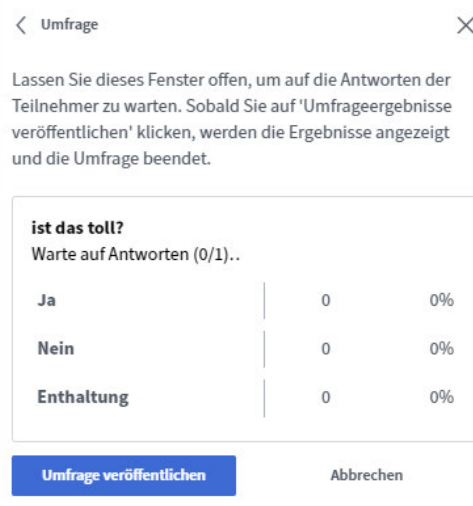 Umfrage
Lassen Sie dieses Fenster offen, um auf die Antworten der
Teilnehmer zu warten. Sobald Sie auf 'Umfrageergebnisse
veröffentlichen' klicken, werden die Ergebnisse angezeigt
und die Umfrage beendet.
ist das toll?
Warte auf Antworten (0/1)..
Ja 0 0%
Nein 0 0%
Enthaltung 0 0%
Umfrage veröffentlichen Abbrechen